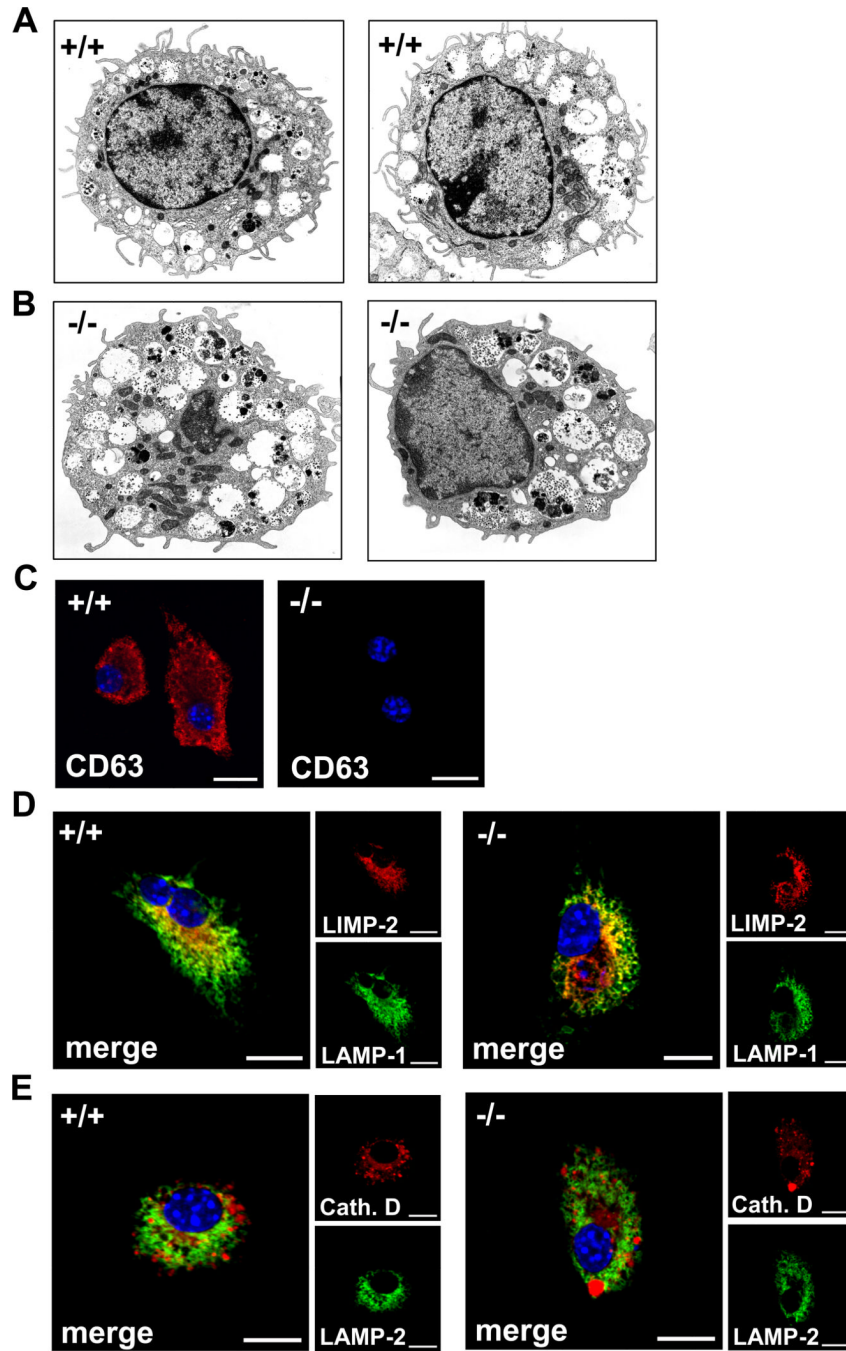 A
+/+
+/+
B
-/-
-/-
C
+/+
-/-
CD63
CD63
D
+/+
-/-
LIMP-2
LIMP-2
LAMP-1
LAMP-1
merge
merge
E
+/+
-/-
Cath. D
Cath. D
LAMP-2
LAMP-2
merge
merge